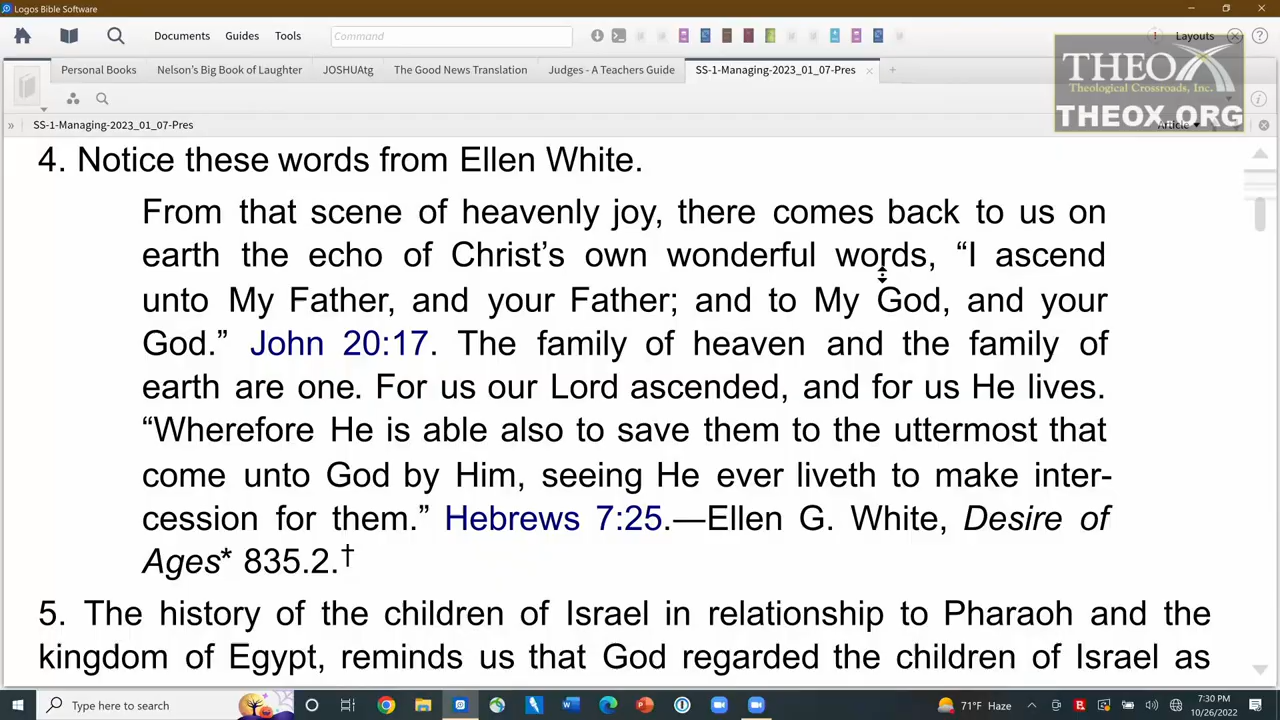 Logos Bible Software
Documents Guides Tools Command Layouts
Personal Books Nelson's Big Book of Laughter JOSHUAtg The Good News Translation Judges - A Teachers Guide SS-1-Managing-2023_01_07-Pres
THEOX
Theological Crossroads, Inc.
THEOX.ORG
SS-1-Managing-2023_01_07-Pres Article
4. Notice these words from Ellen White.
From that scene of heavenly joy, there comes back to us on
earth the echo of Christ’s own wonderful words, “I ascend
unto My Father, and your Father; and to My God, and your
God.” John 20:17. The family of heaven and the family of
earth are one. For us our Lord ascended, and for us He lives.
“Wherefore He is able also to save them to the uttermost that
come unto God by Him, seeing He ever liveth to make inter-
cession for them.” Hebrews 7:25.—Ellen G. White, Desire of
Ages* 835.2.†
5. The history of the children of Israel in relationship to Pharaoh and the
kingdom of Egypt, reminds us that God regarded the children of Israel as
Type here to search 71°F Haze 7:30 PM
10/26/2022